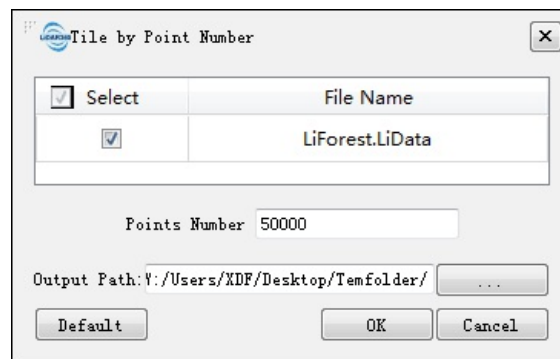 Tile by Point Number
Select File Name
LiForest.LiData
Points Number 50000
Output Path: :/Users/XDF/Desktop/Temfolder/ ...
Default OK Cancel